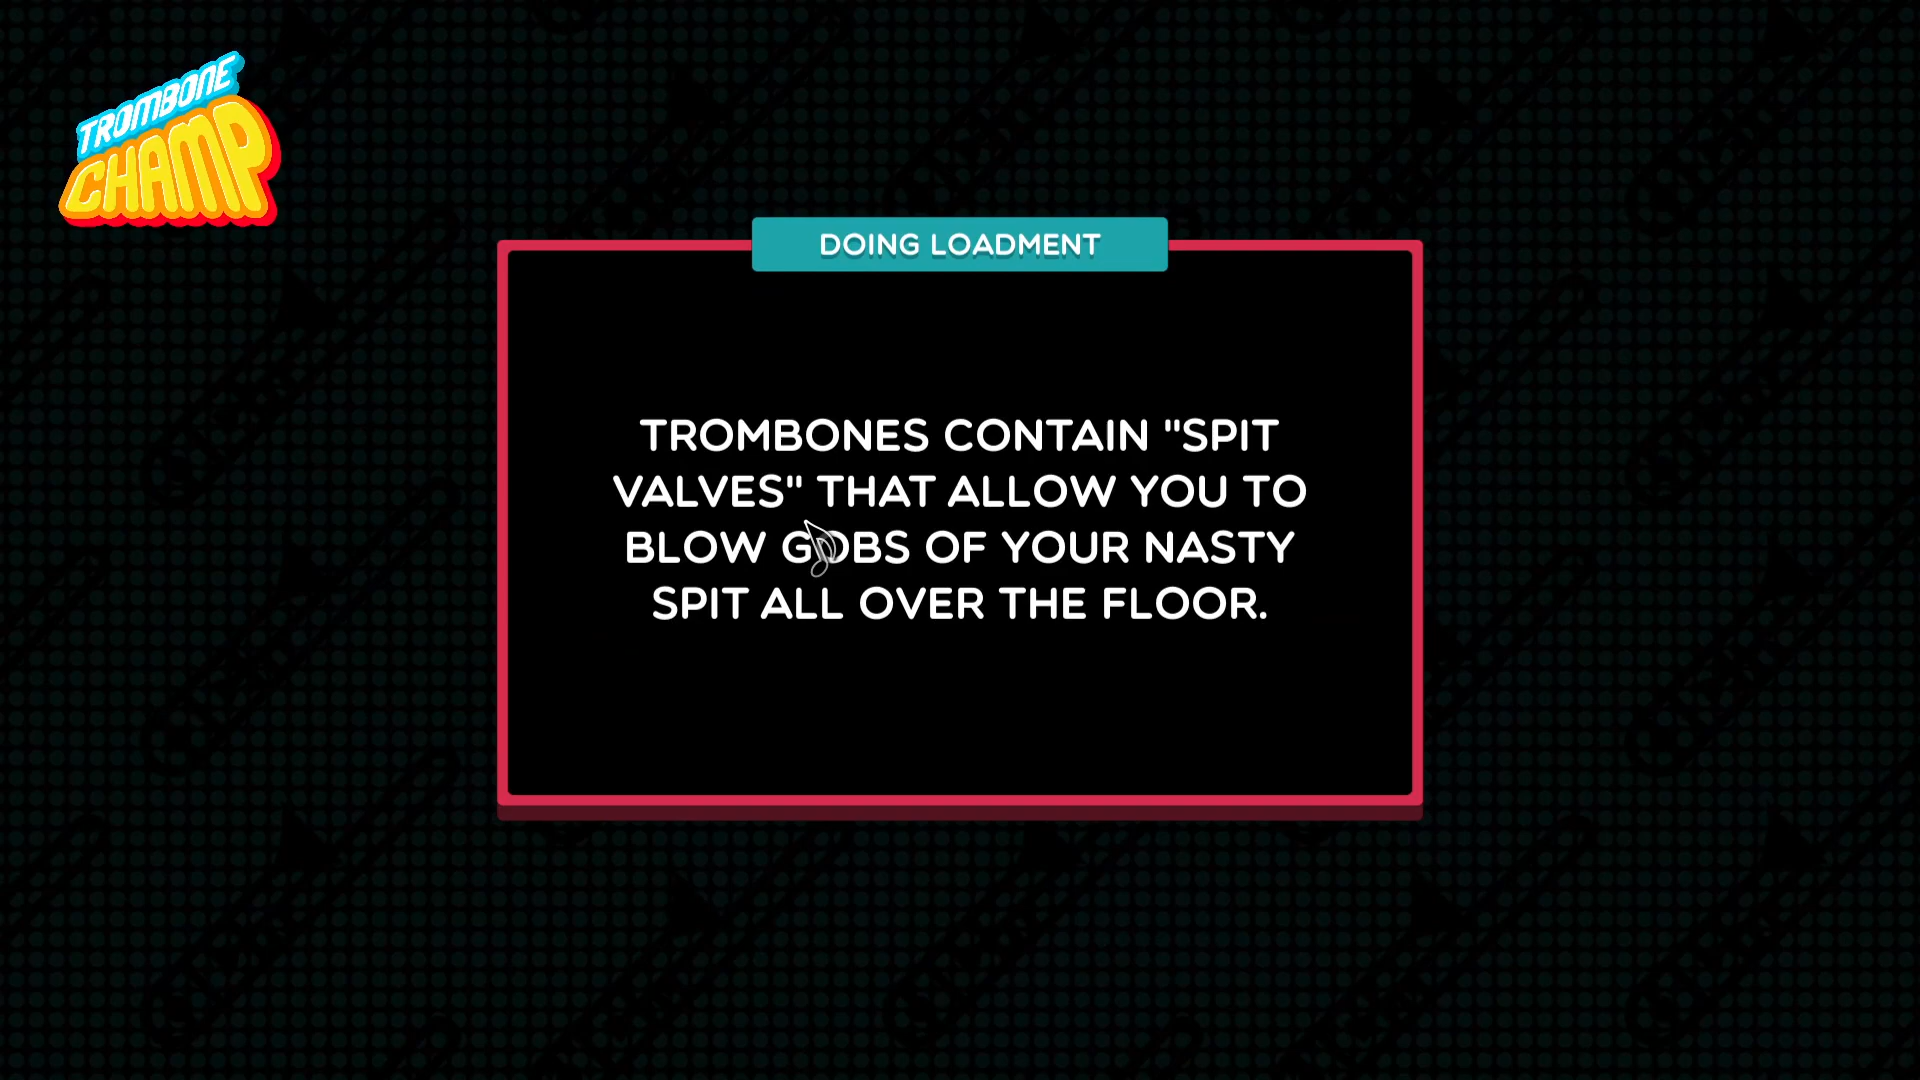 TROMBONE
CHAMP
DOING LOADMENT
TROMBONES CONTAIN "SPIT
VALVES" THAT ALLOW YOU TO
BLOW GOBS OF YOUR NASTY
SPIT ALL OVER THE FLOOR.